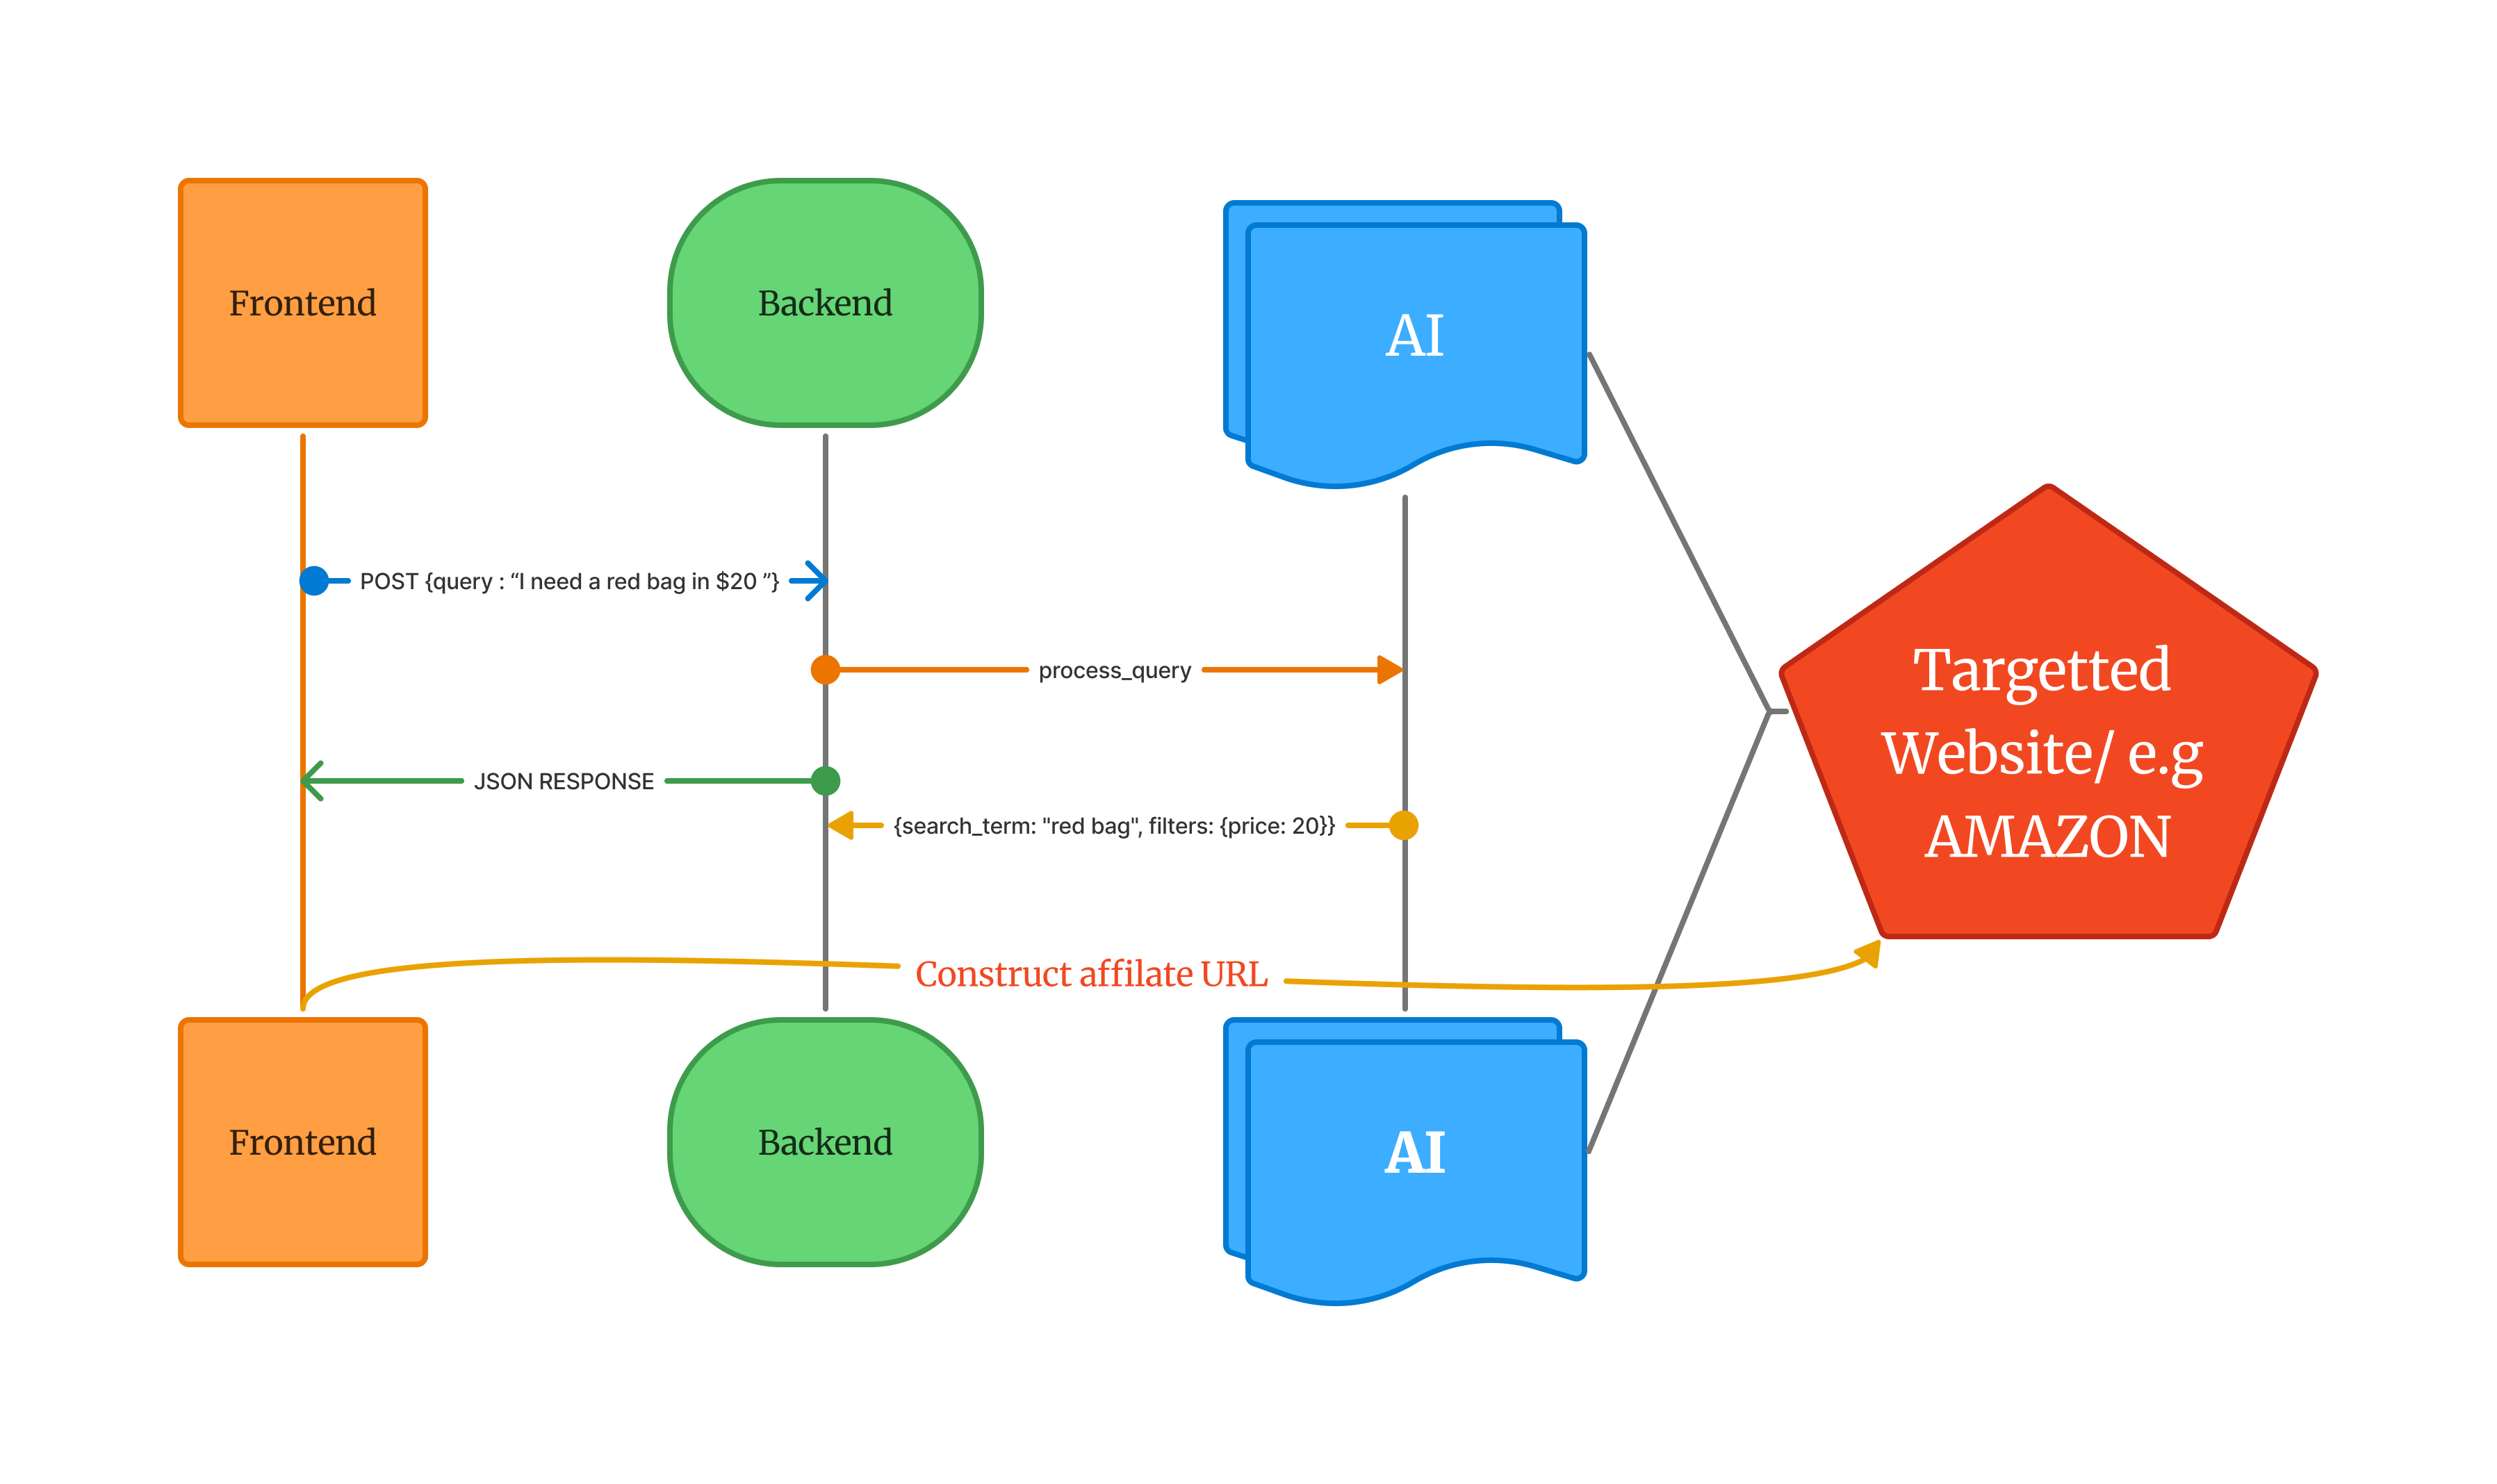 Frontend
Backend
AI
POST {query : “I need a red bag in $20 ”}
process_query
JSON RESPONSE
{search_term: "red bag", filters: {price: 20}}
Targetted
Website/ e.g
AMAZON
Construct affilate URL
Frontend
Backend
AI